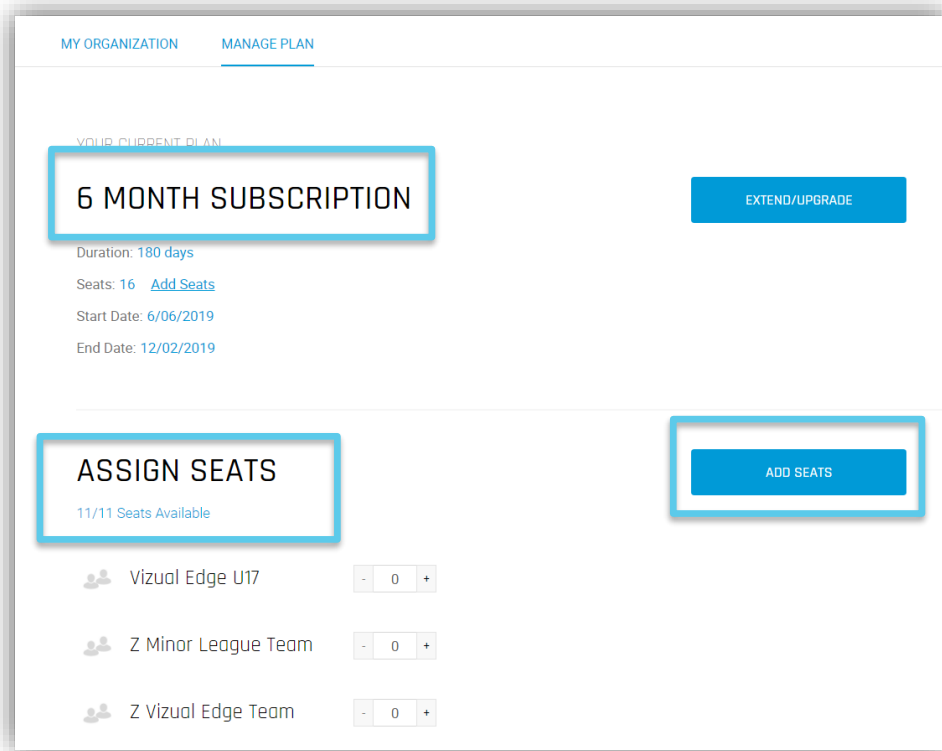 MY ORGANIZATION MANAGE PLAN
YOUR CURRENT PLAN
6 MONTH SUBSCRIPTION
EXTEND/UPGRADE
Duration: 180 days
Seats: 16 Add Seats
Start Date: 6/06/2019
End Date: 12/02/2019
ASSIGN SEATS
ADD SEATS
11/11 Seats Available
Vizual Edge U17 - 0 +
Z Minor League Team - 0 +
Z Vizual Edge Team - 0 +